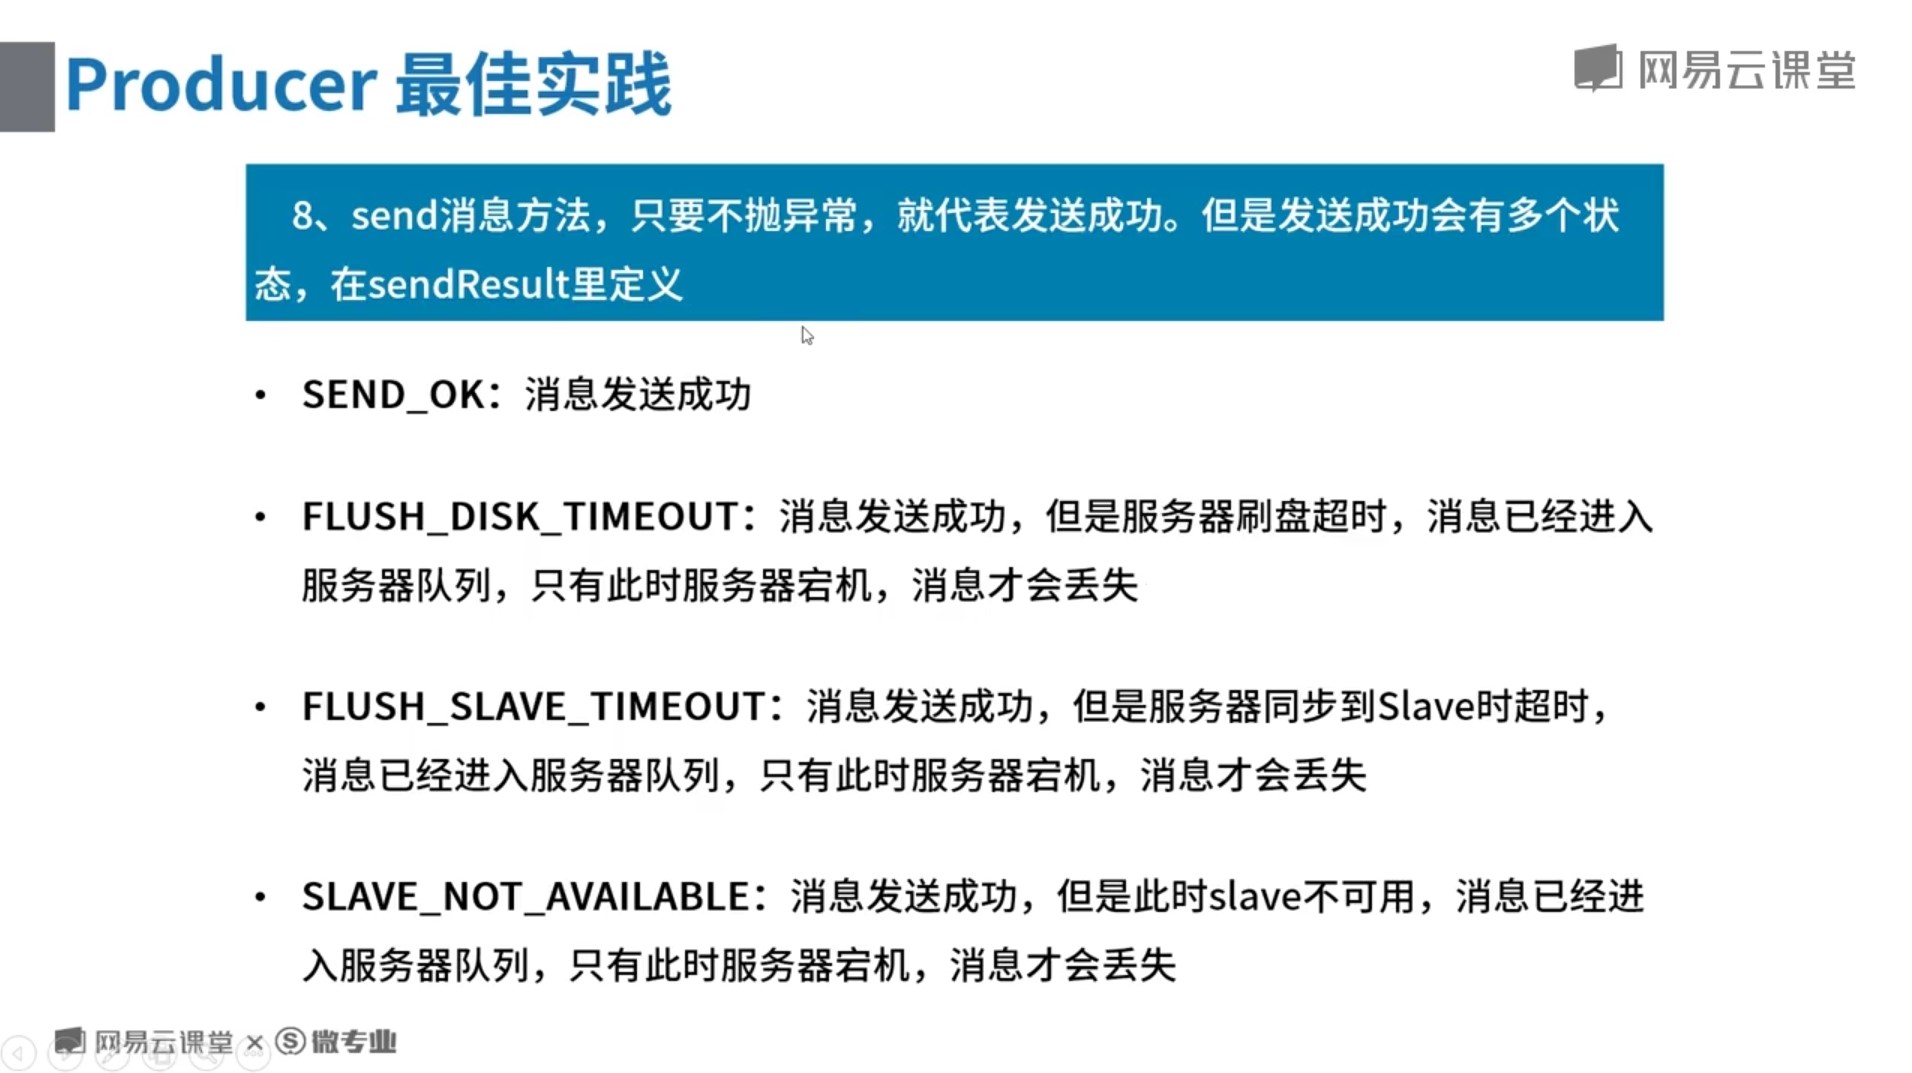 Producer 最佳实践
网易云课堂
8、send消息方法，只要不抛异常，就代表发送成功。但是发送成功会有多个状
态，在sendResult里定义
• SEND_OK：消息发送成功
• FLUSH_DISK_TIMEOUT：消息发送成功，但是服务器刷盘超时，消息已经进入
服务器队列，只有此时服务器宕机，消息才会丢失
• FLUSH_SLAVE_TIMEOUT：消息发送成功，但是服务器同步到Slave时超时，
消息已经进入服务器队列，只有此时服务器宕机，消息才会丢失
• SLAVE_NOT_AVAILABLE：消息发送成功，但是此时slave不可用，消息已经进
入服务器队列，只有此时服务器宕机，消息才会丢失
网易云课堂 × 微专业